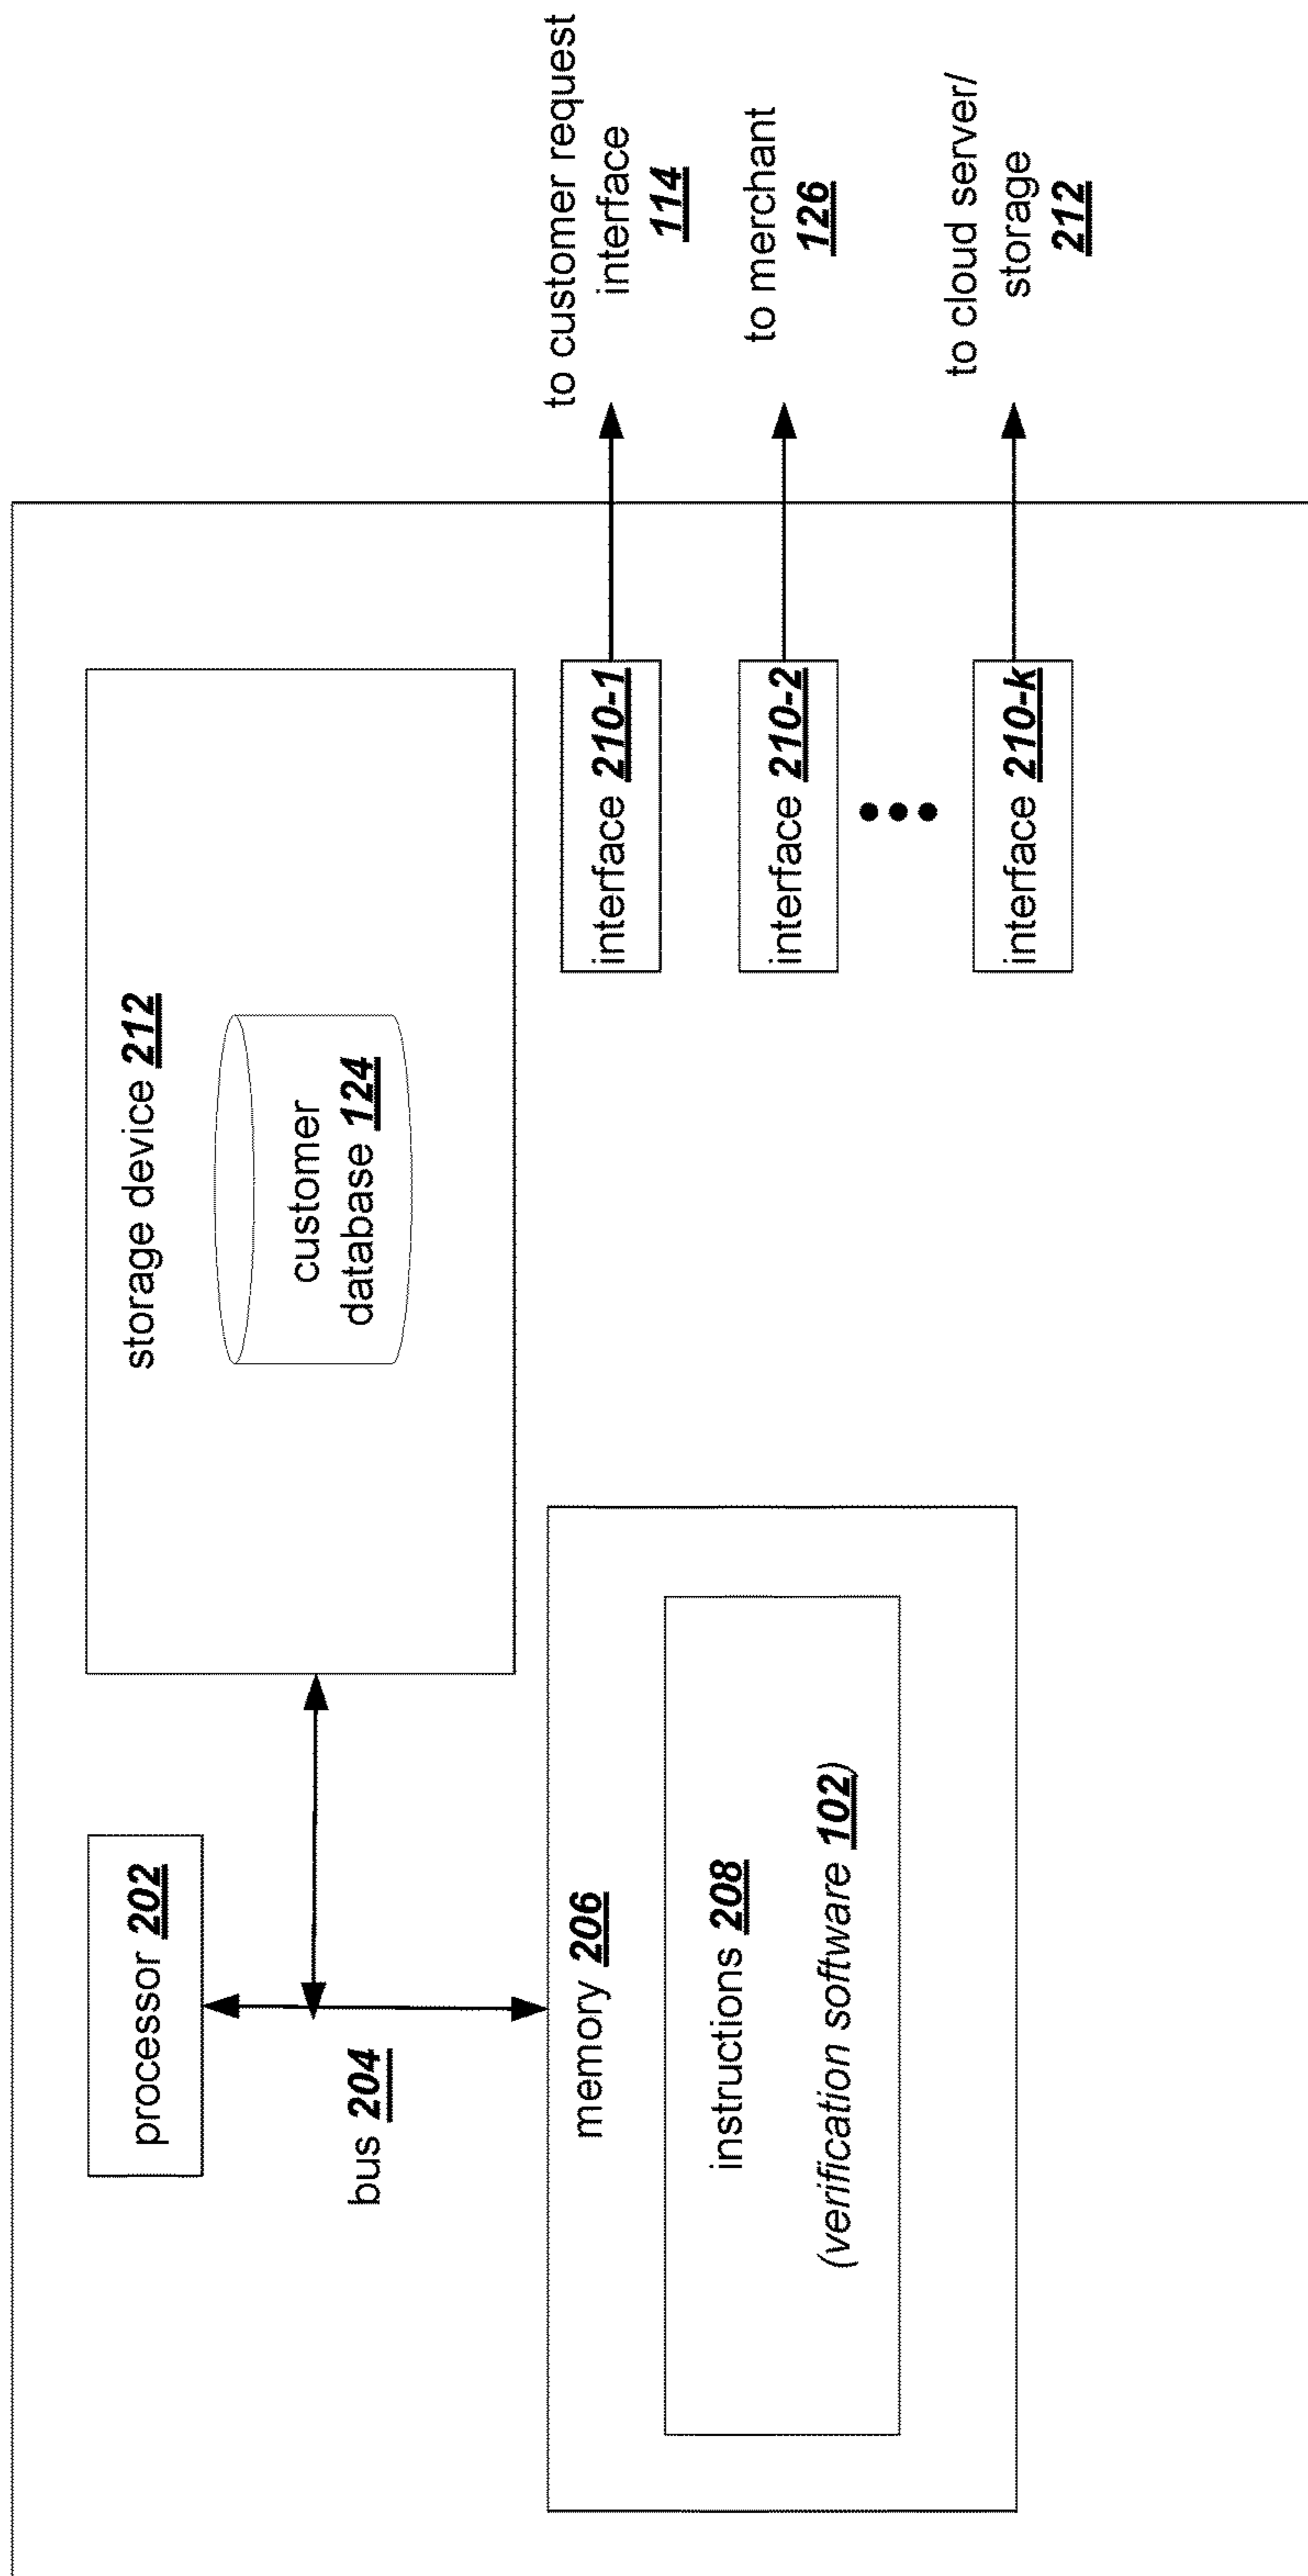 processor 202
bus 204
storage device 212
customer
database 124
memory 206
instructions 208
(verification software 102)
interface 210-1
to customer request
interface
114
interface 210-2
to merchant
126
interface 210-k
to cloud server/
storage
212